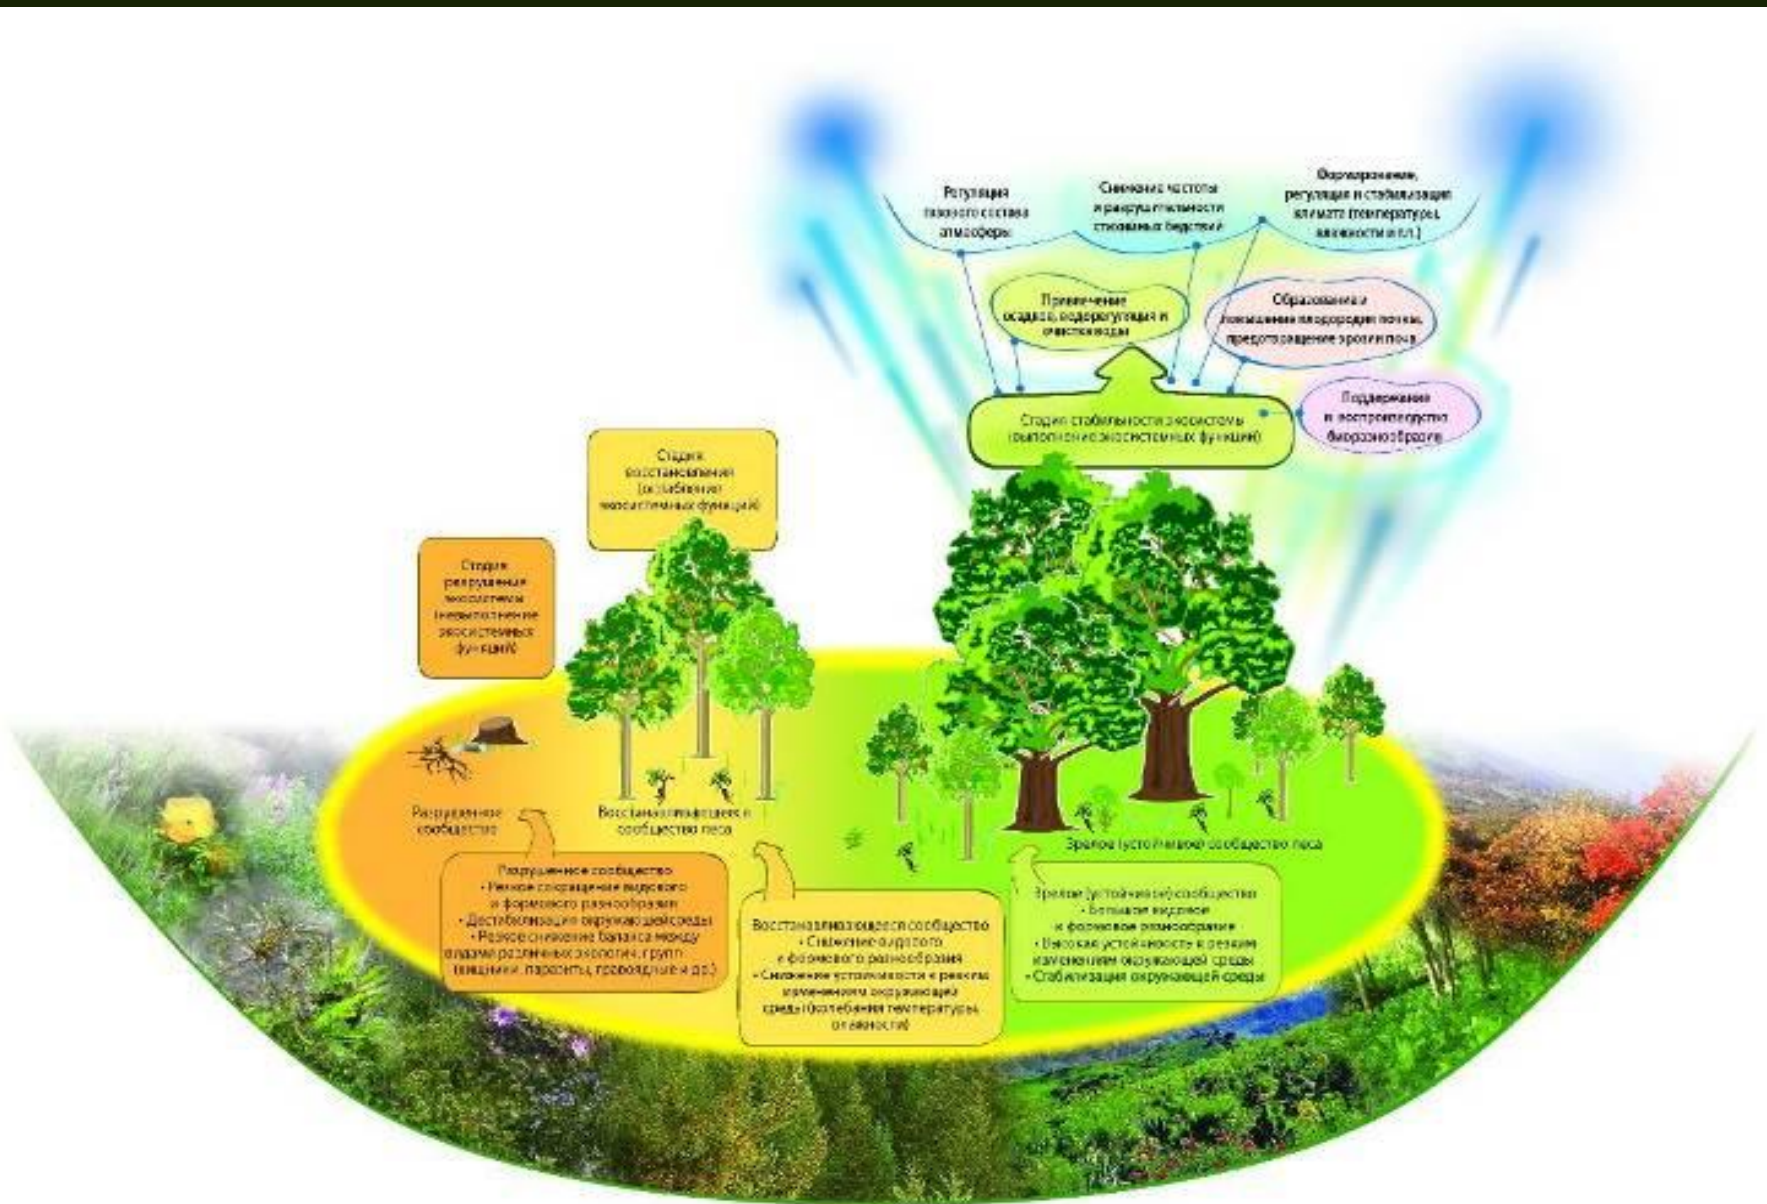 Регуляция
газового состава
атмосферы
Снижение частоты
и разрушительности
стихийных бедствий
Формирование,
регуляция и стабилизация
климата (температуры,
влажности и т.п.)
Привлечение
осадков, водорегуляция и
очистка воды
Образование и
повышение плодородия почвы,
предотвращение эрозии почв
Поддержание
и воспроизводство
биоразнообразия
Стадия стабильности экосистемы
(выполнение экосистемных функций)
Стадия
восстановления
(ослабление
экосистемных функций)
Стадия
разрушения
экосистемы
(невыполнение
экосистемных
функций)
Разрушенное
сообщество
Восстанавливающееся
сообщество леса
Зрелое (устойчивое) сообщество леса
Разрушенное сообщество
• Резкое сокращение видового
и формового разнообразия
• Дестабилизация окружающей среды
• Резкое снижение баланса между
видами различных экологич. групп
(хищники, паразиты, травоядные и др.)
Восстанавливающееся сообщество
• Снижение видового
и формового разнообразия
• Снижение устойчивости к резким
изменениям окружающей
среды (колебания температуры,
влажности)
Зрелое (устойчивое) сообщество
• Большое видовое
и формовое разнообразие
• Высокая устойчивость к резким
изменениям окружающей среды
• Стабилизация окружающей среды